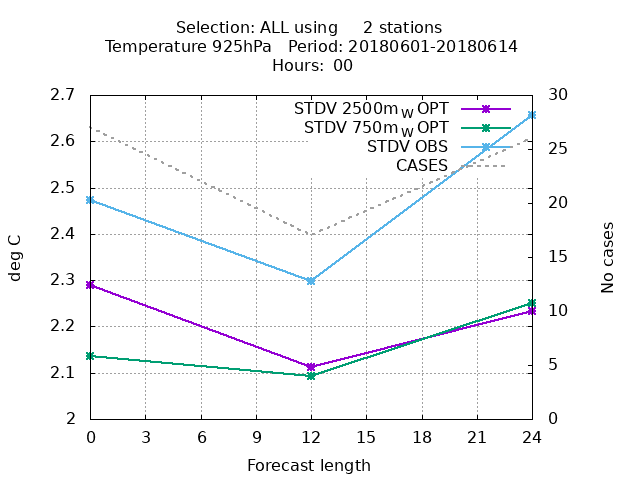 Selection: ALL using     2 stations
Temperature 925hPa   Period: 20180601-20180614
Hours:  00
2.7
2.6
2.5
2.4
2.3
2.2
2.1
2
deg C
STDV 2500m_W OPT
STDV 750m_W OPT
STDV OBS
CASES
30
25
20
15
10
5
0
No cases
0 3 6 9 12 15 18 21 24
Forecast length